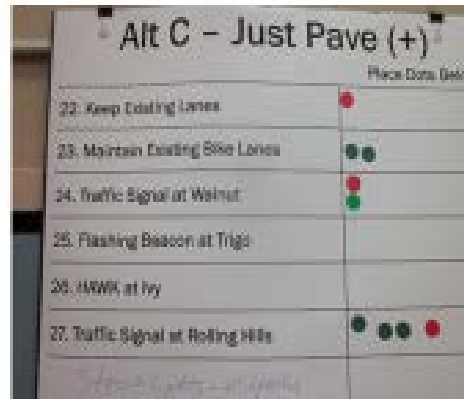 Alt C – Just Pave (+)
Place Dots Below
22. Keep Existing Lanes
23. Maintain Existing Bike Lanes
24. Traffic Signal at Walnut
25. Flashing Beacon at Trigo
26. HAWK at Ivy
27. Traffic Signal at Rolling Hills